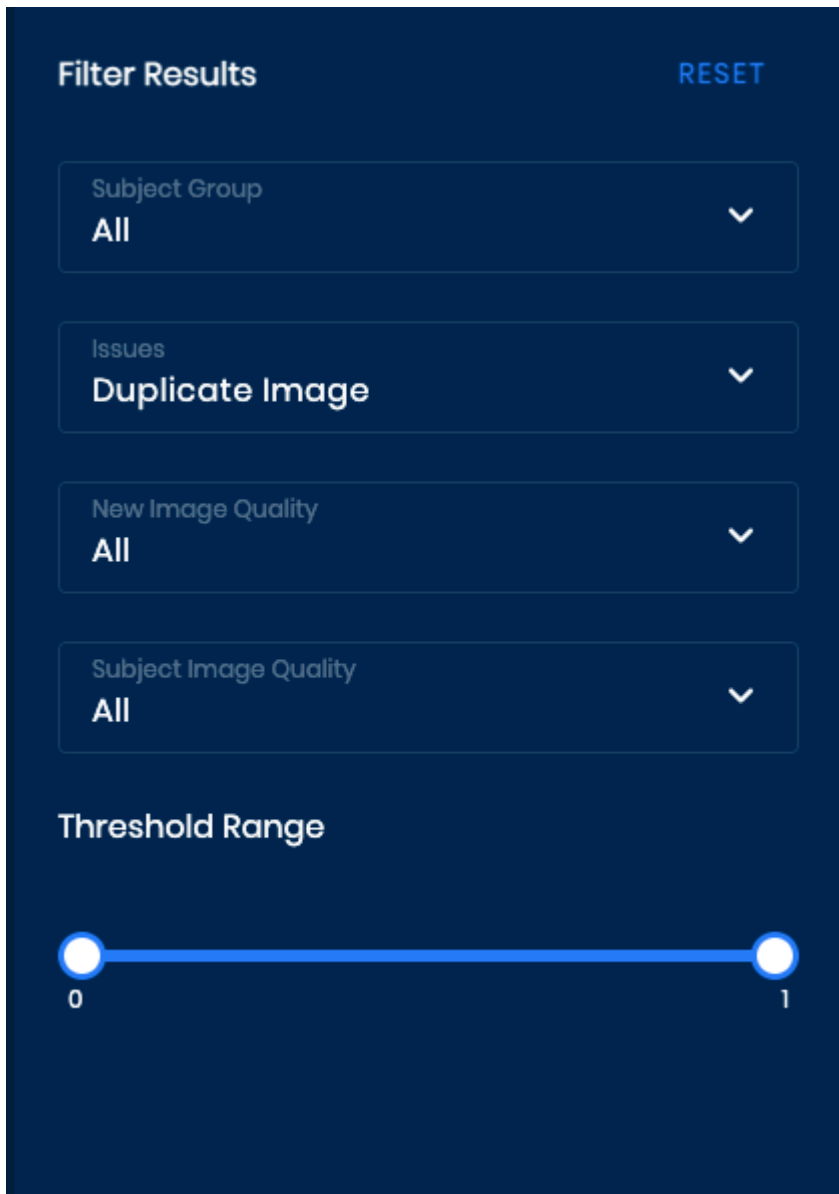 Filter Results
RESET
Subject Group
All
Issues
Duplicate Image
New Image Quality
All
Subject Image Quality
All
Threshold Range
0 1